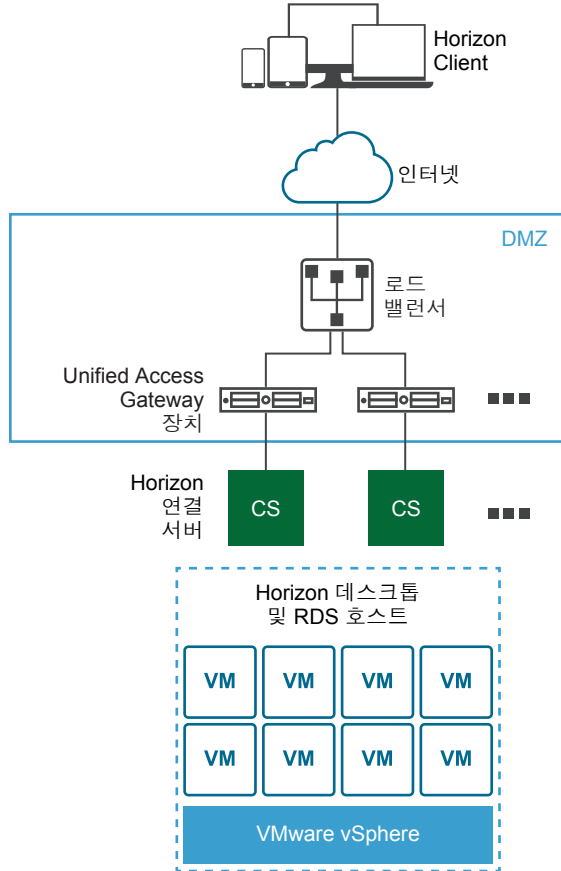 Horizon
Client
인터넷
DMZ
로드
밸런서
Unified Access
Gateway
장치
Horizon
연결
서버
CS
CS
Horizon 데스크톱
및 RDS 호스트
VM
VM
VM
VM
VM
VM
VM
VM
VMware vSphere